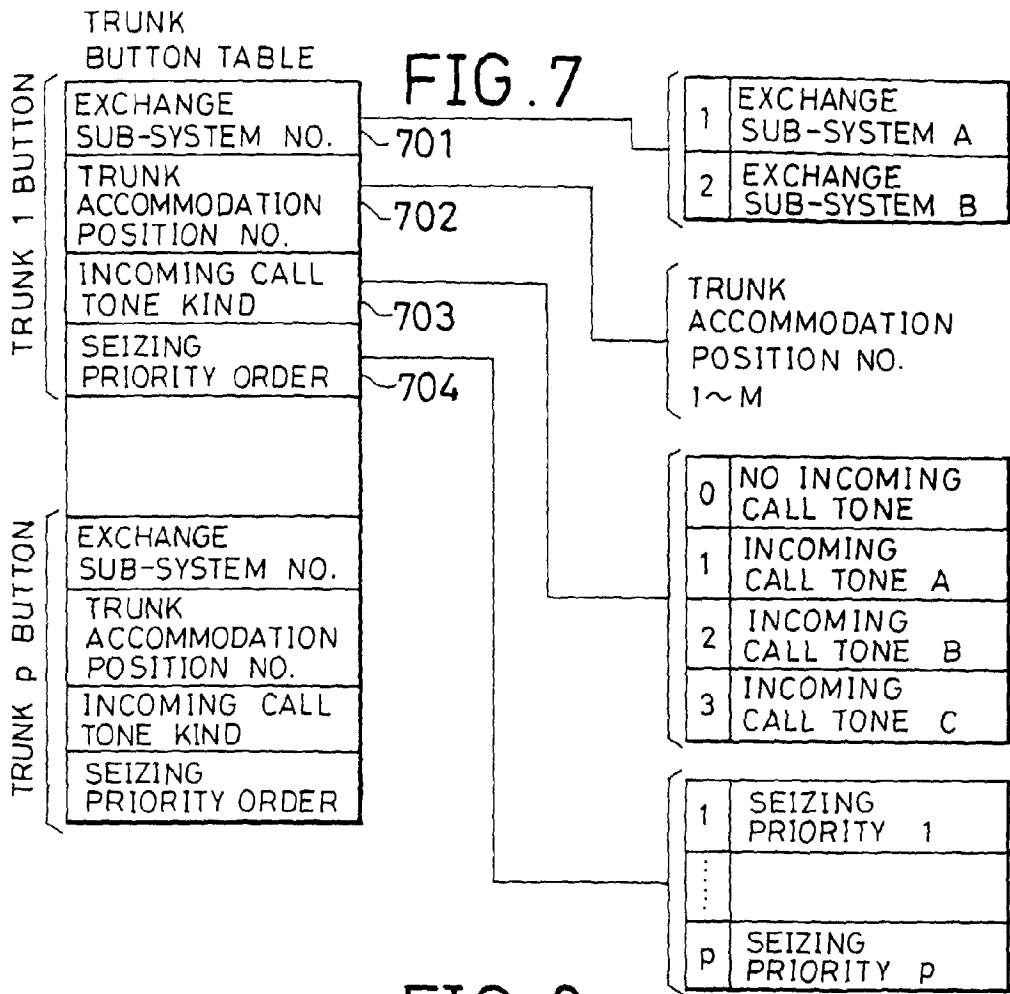 TRUNK
BUTTON TABLE
FIG.7
TRUNK 1 BUTTON
EXCHANGE
SUB-SYSTEM NO.
701
TRUNK
ACCOMMODATION
POSITION NO.
702
INCOMING CALL
TONE KIND
703
SEIZING
PRIORITY ORDER
704
TRUNK p BUTTON
EXCHANGE
SUB-SYSTEM NO.
TRUNK
ACCOMMODATION
POSITION NO.
INCOMING CALL
TONE KIND
SEIZING
PRIORITY ORDER
1 EXCHANGE
SUB-SYSTEM A
2 EXCHANGE
SUB-SYSTEM B
TRUNK
ACCOMMODATION
POSITION NO.
1~M
0 NO INCOMING
CALL TONE
1 INCOMING
CALL TONE A
2 INCOMING
CALL TONE B
3 INCOMING
CALL TONE C
1 SEIZING
PRIORITY 1
p SEIZING
PRIORITY p